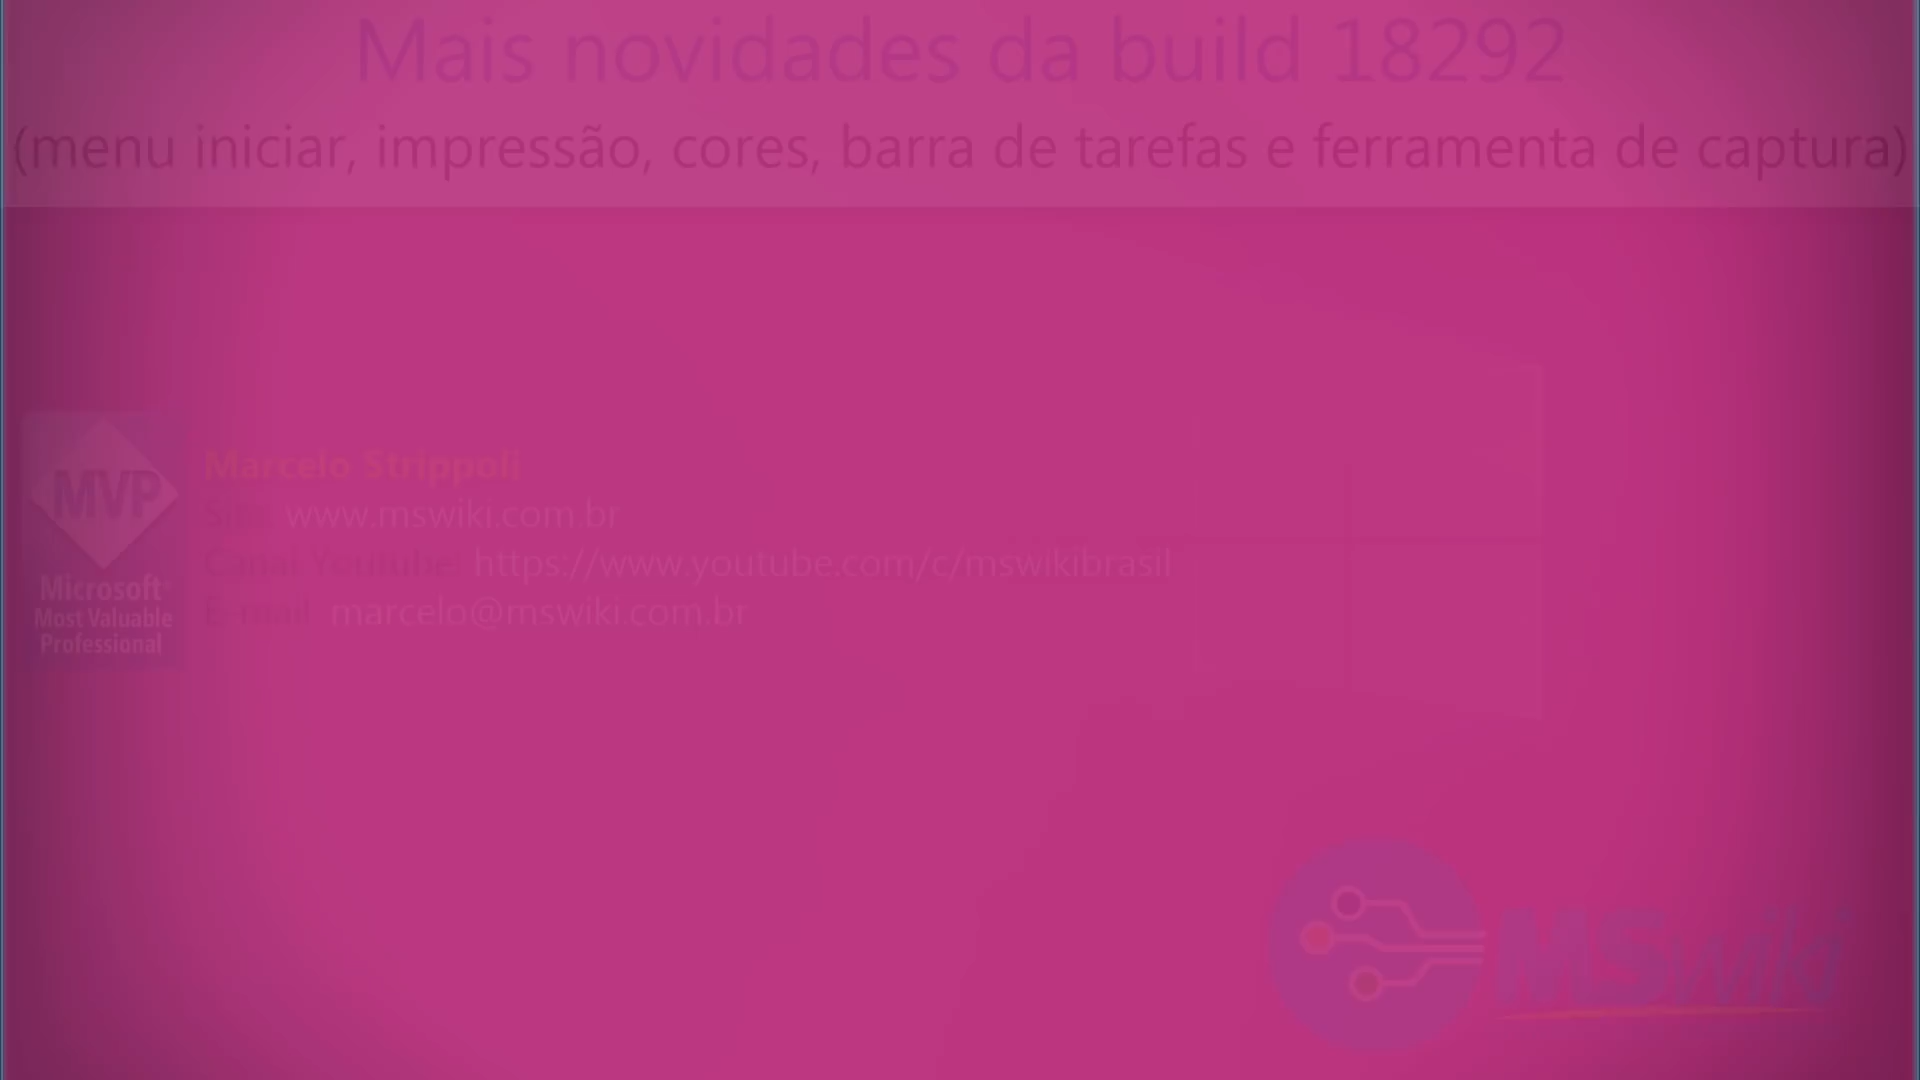 Mais novidades da build 18292
(menu iniciar, impressão, cores, barra de tarefas e ferramenta de captura)
MVP
Microsoft®
Most Valuable
Professional
Marcelo Strippoli
Site: www.mswiki.com.br
Canal Youtube: https://www.youtube.com/c/mswikibrasil
E-mail: marcelo@mswiki.com.br
MSwiki